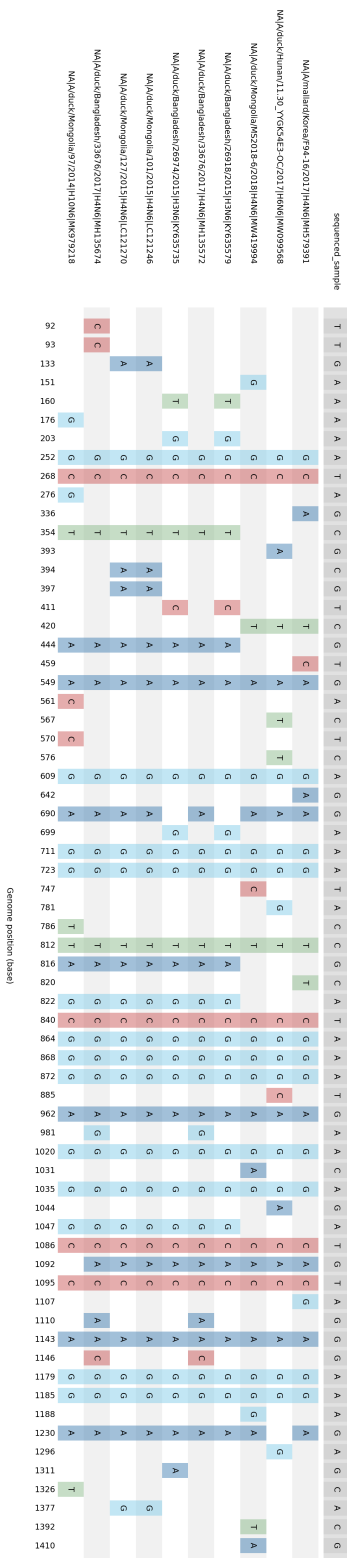 sequenced_sample T T G A A A A A T A G C G C G T C G T G A C T C A G G A A A T A C C G C A T A A A T G A A C A G A T G T A G G G A A A G A G C A C G
NA|A/mallard/Korea/F94-16/2017|H4N6|MH579391 G C A T C A G A A G G T T C G G G A G G C A C G A G G A
NA|A/duck/Hunan/11.30_YYGK54E3-OC/2017|H6N6|MW099568 G C A T A T T G A G G G T C G G G C A G G A C A C A G G G
NA|A/duck/Mongolia/MS2018-6/2018|H4N6|MW419994 G G C T A G A G G C T C G G G A G A G C A C A G G G A T A
NA|A/duck/Bangladesh/26918/2015|H3N6|KY635579 T G G C T C A A G G G G T A G C G G G A G G G C A C A G G A
NA|A/duck/Bangladesh/33676/2017|H4N6|MH135572 G C T A A G A G G T A G C G G G A G G G G C A C A A C G G A
NA|A/duck/Bangladesh/26974/2015|H3N6|KY635735 T G G C T C A A G G G G T A G C G G G A G G G C A C A G G A A
NA|A/duck/Mongolia/101/2015|H4N6|LC121246 A G C T A A A A G A G G T A G C G G G A G G G C A C A G G A G
NA|A/duck/Mongolia/127/2015|H4N6|LC121270 A G C T A A A A G A G G T A G C G G G A G G G C A C A G G A G
NA|A/duck/Bangladesh/33676/2017|H4N6|MH135674 C C G C T A A G A G G T A G C G G G A G G G G C A C A A C G G A
NA|A/duck/Mongolia/97/2014|H10N6|MK979218 G G C G T A A C C G A G G T T A G C G G G A G G G C C A G G A T
92 93 133 151 160 176 203 252 268 276 336 354 393 394 397 411 420 444 459 549 561 567 570 576 609 642 690 699 711 723 747 781 786 812 816 820 822 840 864 868 872 885 962 981 1020 1031 1035 1044 1047 1086 1092 1095 1107 1110 1143 1146 1179 1185 1188 1230 1296 1311 1326 1377 1392 1410
Genome position (base)